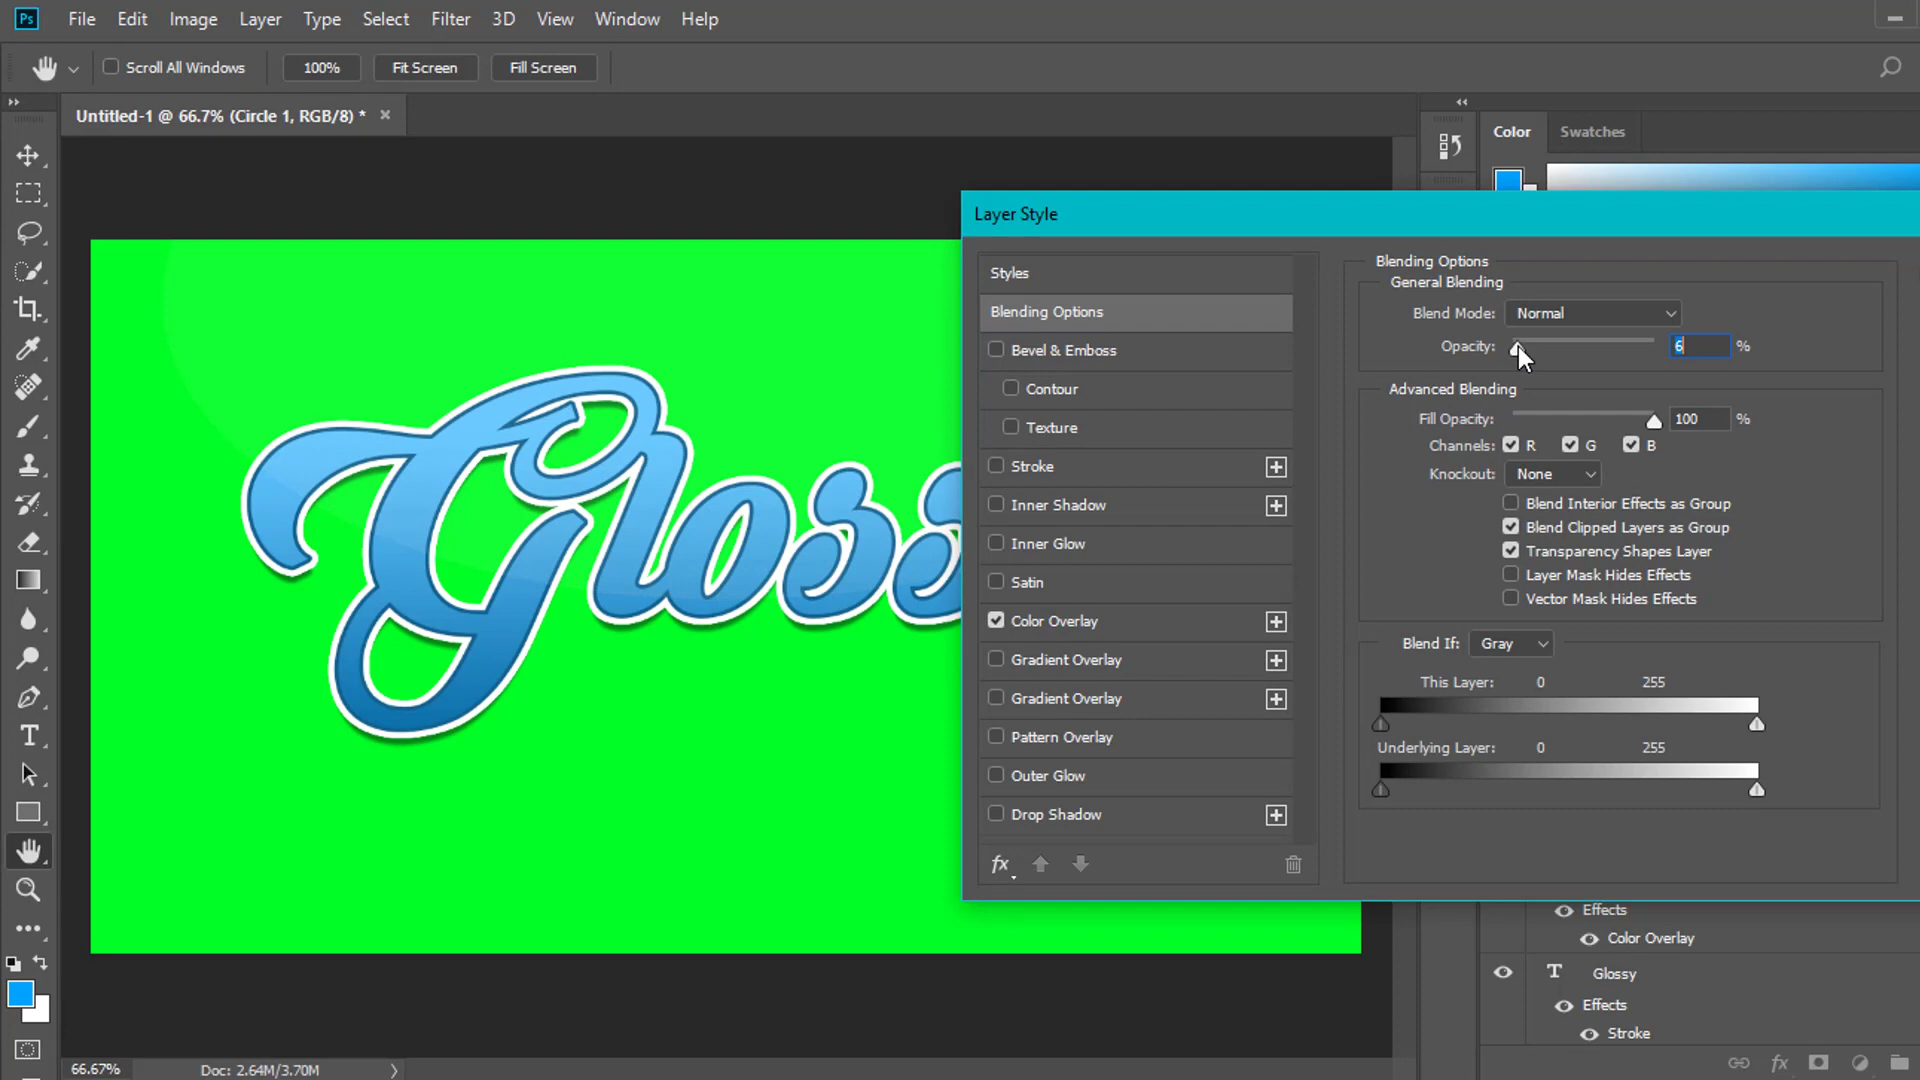 Ps File Edit Image Layer Type Select Filter 3D View Window Help
Scroll All Windows 100% Fit Screen Fill Screen
Untitled-1 @ 66.7% (Circle 1, RGB/8) *
Color Swatches
Layer Style
Styles
Blending Options
Bevel & Emboss
Contour
Texture
Stroke
Inner Shadow
Inner Glow
Satin
Color Overlay
Gradient Overlay
Gradient Overlay
Pattern Overlay
Outer Glow
Drop Shadow
fx
Blending Options
General Blending
Blend Mode: Normal
Opacity: 6 %
Advanced Blending
Fill Opacity: 100 %
Channels: R G B
Knockout: None
Blend Interior Effects as Group
Blend Clipped Layers as Group
Transparency Shapes Layer
Layer Mask Hides Effects
Vector Mask Hides Effects
Blend If: Gray
This Layer: 0 255
Underlying Layer: 0 255
Gloss
Effects
Color Overlay
T Glossy
Effects
Stroke
fx
T
66.67% Doc: 2.64M/3.70M